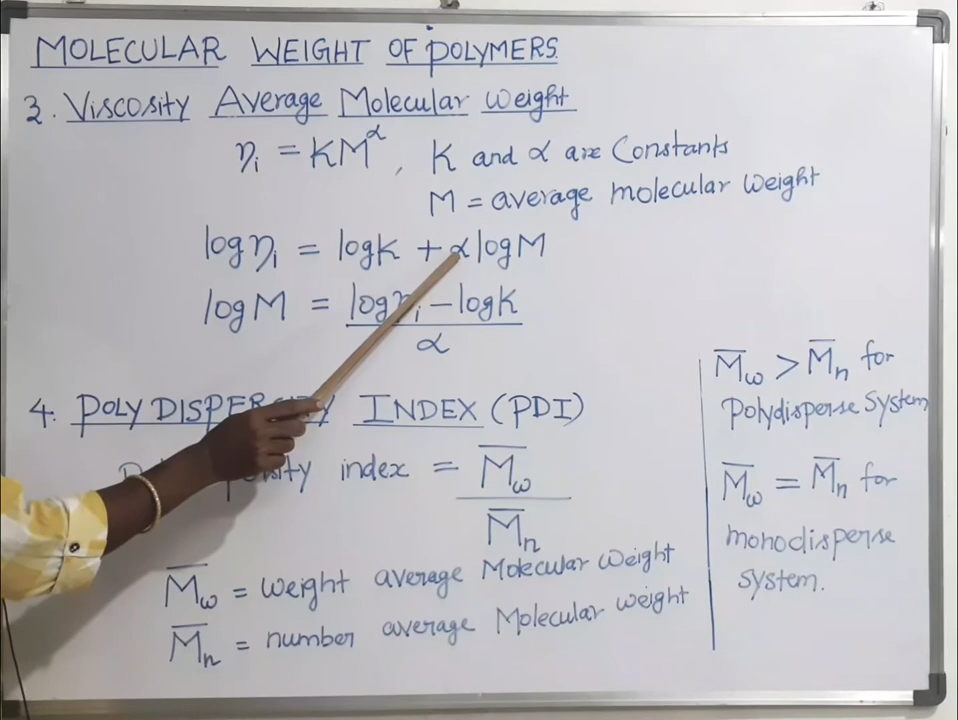 MOLECULAR WEIGHT OF POLYMERS
3. Viscosity Average Molecular Weight
ηi = KM^α, K and α are Constants
M = average molecular weight
log ηi = log K + α log M
log M = (log ηi - log K) / α
4. POLY DISPERSITY INDEX (PDI)
index = M̅w / M̅n
M̅w = weight average Molecular Weight
M̅n = number average Molecular weight
M̅w > M̅n for
polydisperse system
M̅w = M̅n for
monodisperse
system.